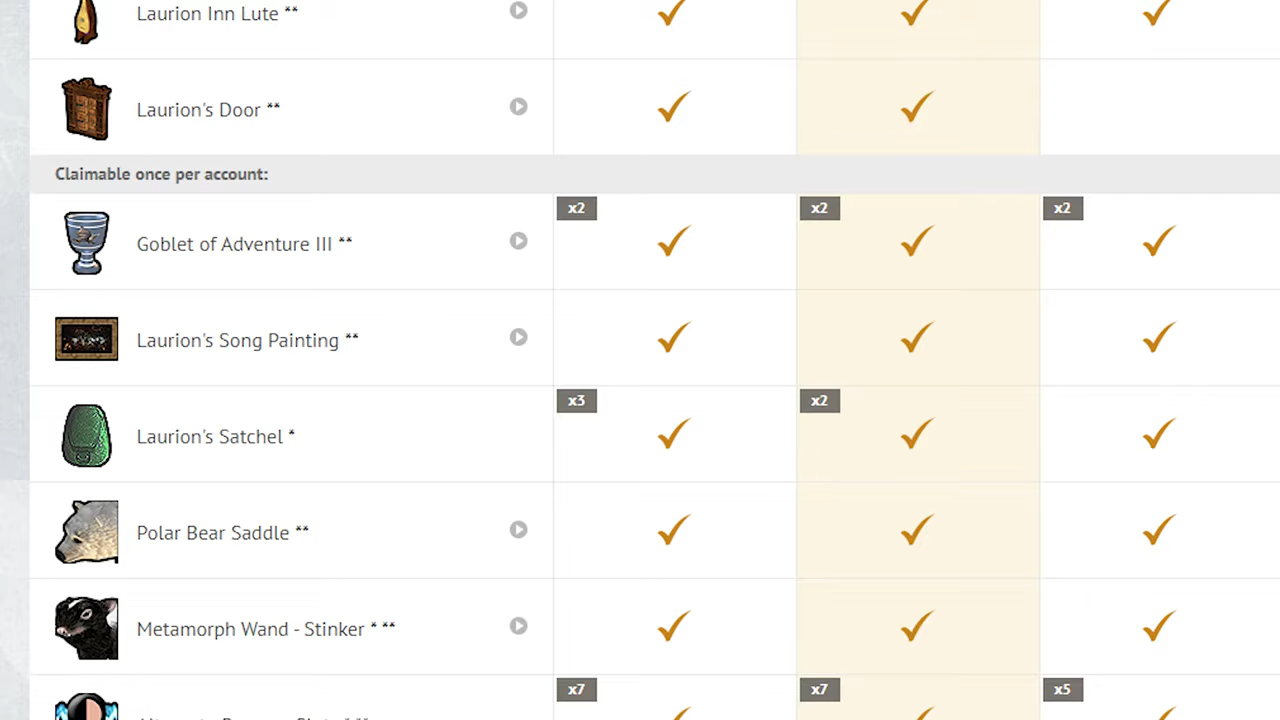 Laurion Inn Lute **
Laurion's Door **
Claimable once per account:
x2 x2 x2
Goblet of Adventure III **
Laurion's Song Painting **
x3 x2
Laurion's Satchel *
Polar Bear Saddle **
Metamorph Wand - Stinker * **
x7 x7 x5